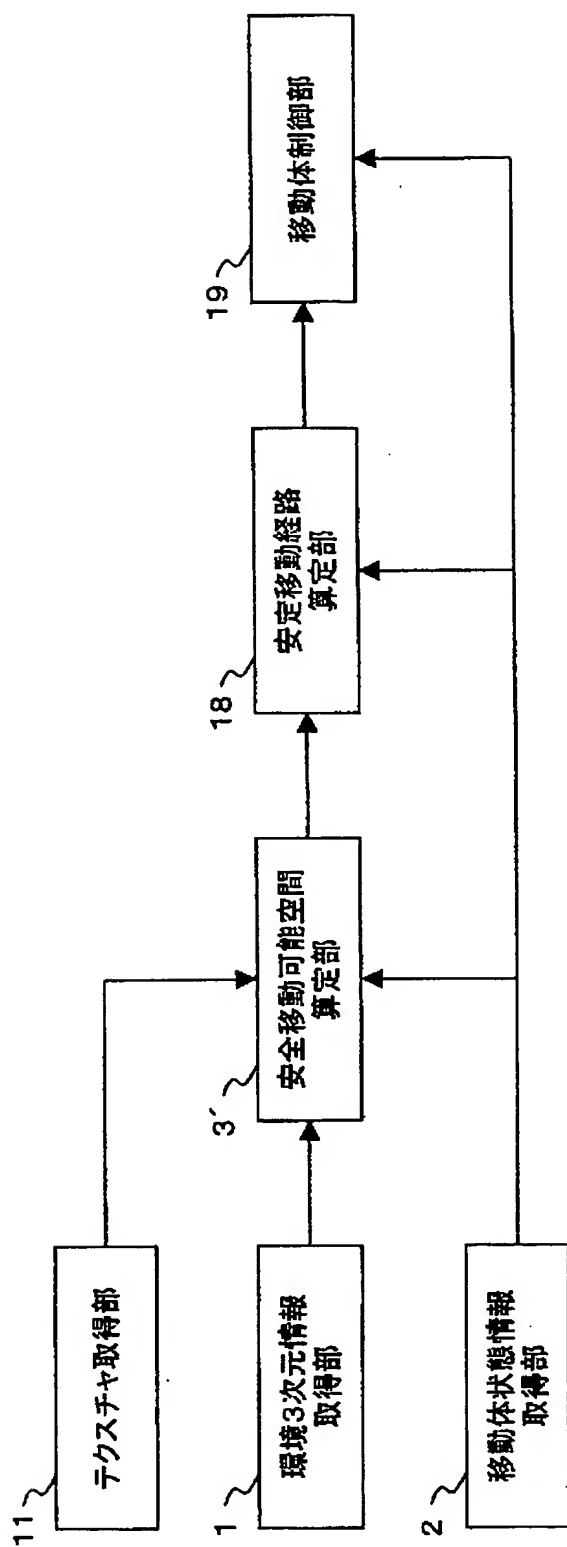 11
テクスチャ取得部
1
環境3次元情報
取得部
2
移動体状態情報
取得部
3´
安全移動可能空間
算定部
18
安定移動経路
算定部
19
移動体制御部